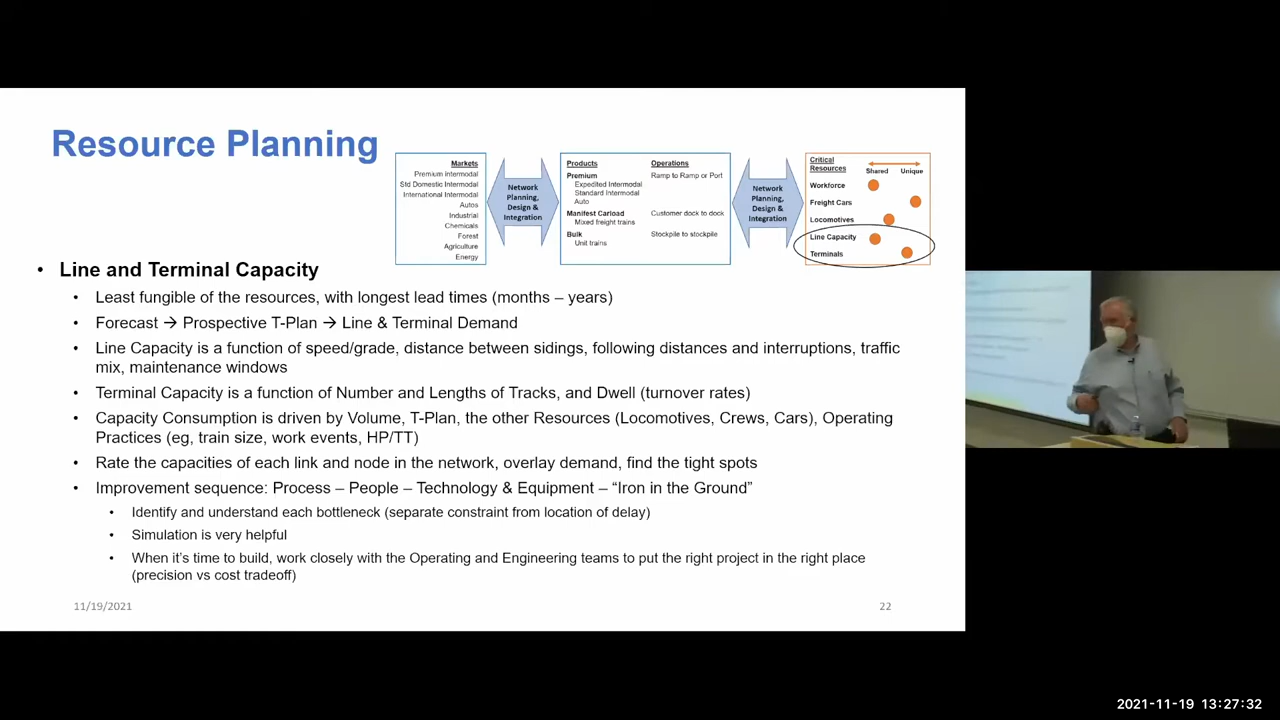 Resource Planning
Markets
Premium Intermodal
Std Domestic Intermodal
International Intermodal
Autos
Industrial
Chemicals
Forest
Agriculture
Energy
Network
Planning,
Design &
Integration
Products
Premium
Expedited Intermodal
Standard Intermodal
Auto
Manifest Carload
Mixed freight trains
Bulk
Unit trains
Operations
Ramp to Ramp or Port
Customer dock to dock
Stockpile to stockpile
Network
Planning,
Design &
Integration
Critical
Resources
Shared Unique
Workforce
Freight Cars
Locomotives
Line Capacity
Terminals
• Line and Terminal Capacity
• Least fungible of the resources, with longest lead times (months – years)
• Forecast → Prospective T-Plan → Line & Terminal Demand
• Line Capacity is a function of speed/grade, distance between sidings, following distances and interruptions, traffic
mix, maintenance windows
• Terminal Capacity is a function of Number and Lengths of Tracks, and Dwell (turnover rates)
• Capacity Consumption is driven by Volume, T-Plan, the other Resources (Locomotives, Crews, Cars), Operating
Practices (eg, train size, work events, HP/TT)
• Rate the capacities of each link and node in the network, overlay demand, find the tight spots
• Improvement sequence: Process – People – Technology & Equipment – “Iron in the Ground”
• Identify and understand each bottleneck (separate constraint from location of delay)
• Simulation is very helpful
• When it’s time to build, work closely with the Operating and Engineering teams to put the right project in the right place
(precision vs cost tradeoff)
11/19/2021
22
2021-11-19 13:27:32